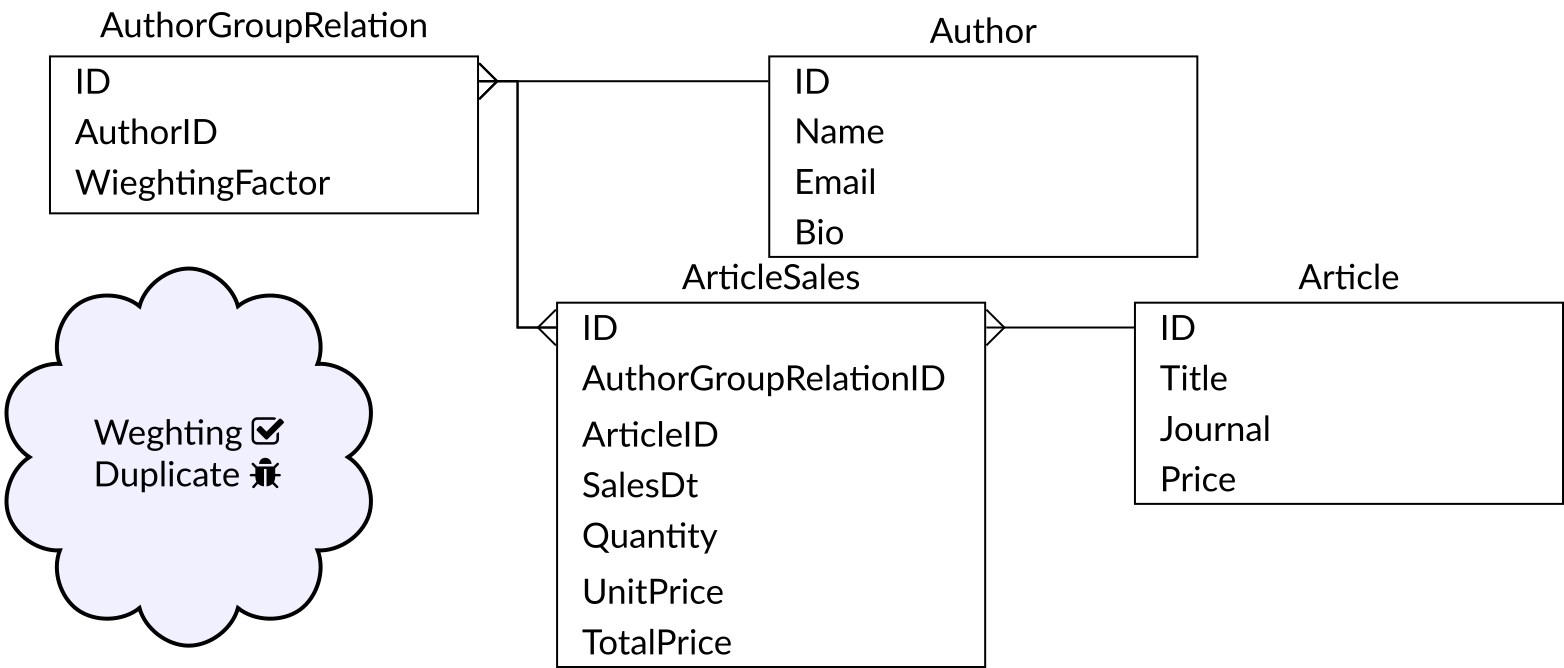 AuthorGroupRelation
ID
AuthorID
WieghtingFactor
Author
ID
Name
Email
Bio
ArticleSales
ID
AuthorGroupRelationID
ArticleID
SalesDt
Quantity
UnitPrice
TotalPrice
Article
ID
Title
Journal
Price
Weghting
Duplicate